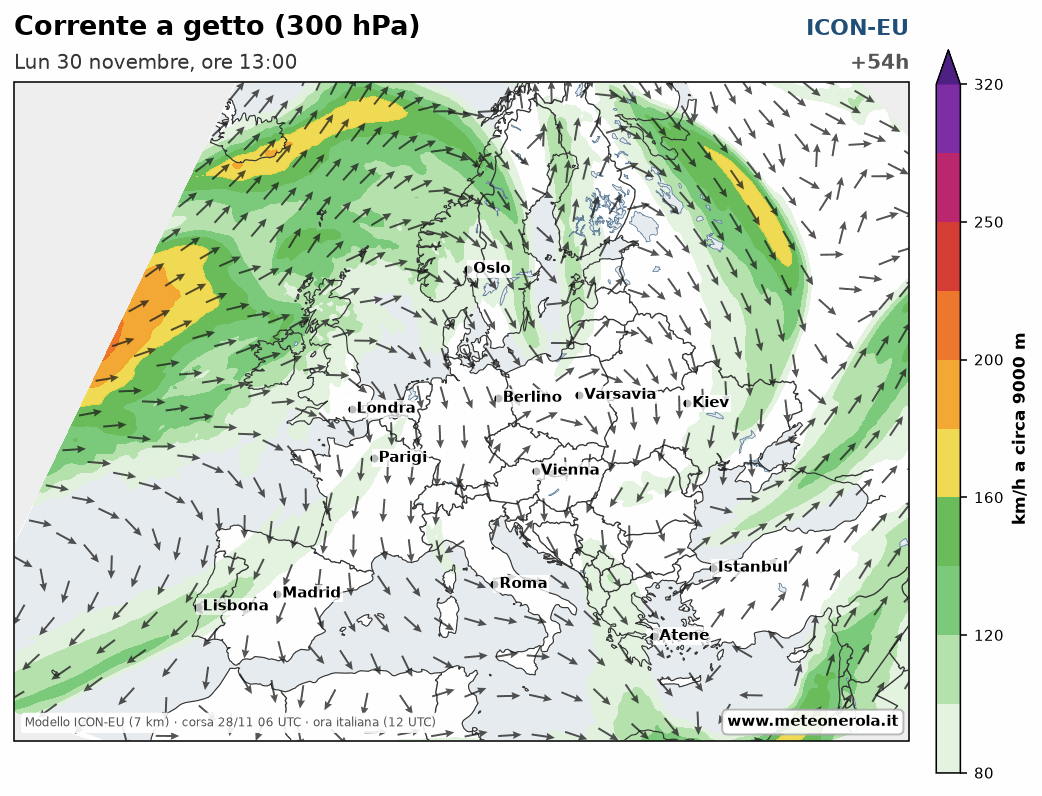 Corrente a getto (300 hPa)
ICON-EU
Lun 30 novembre, ore 13:00
+54h
320
250
200
160
120
80
km/h a circa 9000 m
Oslo
Berlino
Varsavia
Kiev
Londra
Parigi
Vienna
Istanbul
Roma
Madrid
Lisbona
Atene
Modello ICON-EU (7 km) · corsa 28/11 06 UTC · ora italiana (12 UTC)
www.meteonerola.it